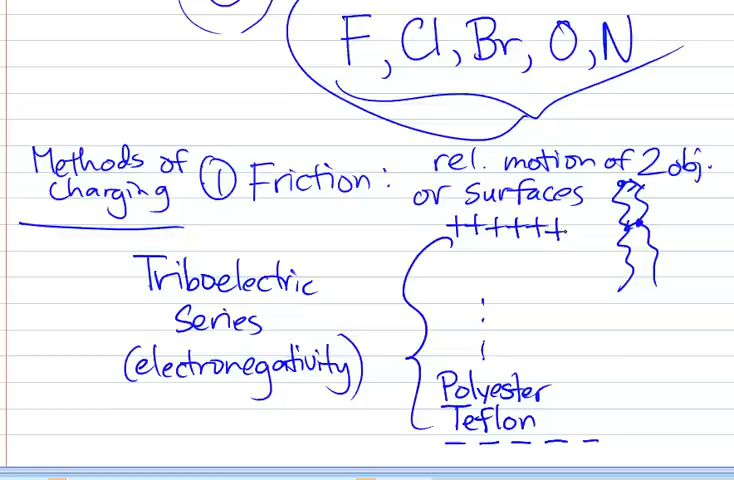 F, Cl, Br, O, N
Methods of
Charging
① Friction: rel. motion of 2 obj.
or surfaces
+++++++
Triboelectric
Series
(electronegativity)
Polyester
Teflon
– – – – –